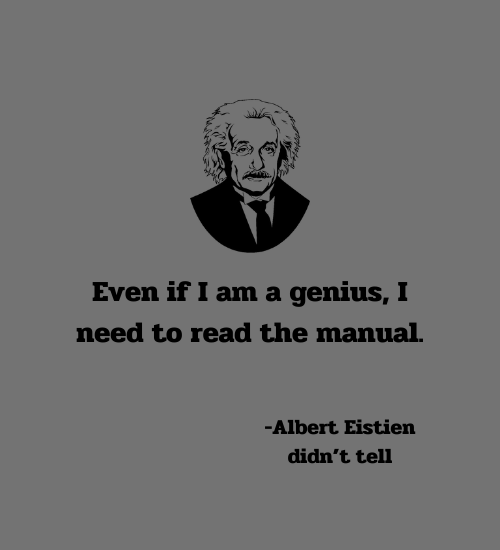 Even if I am a genius, I
need to read the manual.
-Albert Eistien
didn't tell